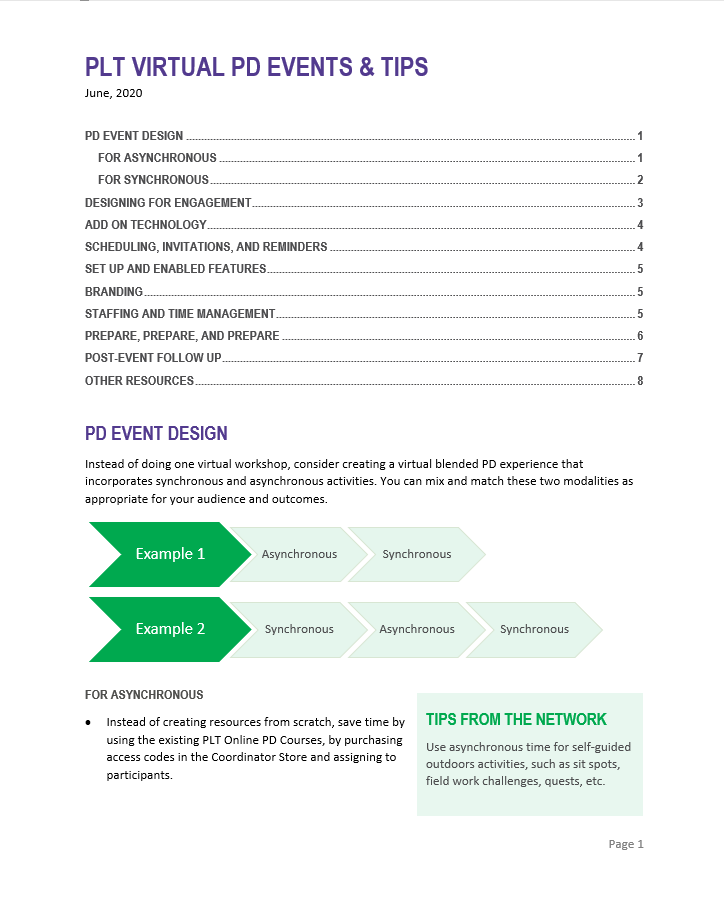 PLT VIRTUAL PD EVENTS & TIPS
June, 2020
PD EVENT DESIGN 1
FOR ASYNCHRONOUS 1
FOR SYNCHRONOUS 2
DESIGNING FOR ENGAGEMENT 3
ADD ON TECHNOLOGY 4
SCHEDULING, INVITATIONS, AND REMINDERS 4
SET UP AND ENABLED FEATURES 5
BRANDING 5
STAFFING AND TIME MANAGEMENT 5
PREPARE, PREPARE, AND PREPARE 6
POST-EVENT FOLLOW UP 7
OTHER RESOURCES 8
PD EVENT DESIGN
Instead of doing one virtual workshop, consider creating a virtual blended PD experience that
incorporates synchronous and asynchronous activities. You can mix and match these two modalities as
appropriate for your audience and outcomes.
Example 1 Asynchronous Synchronous
Example 2 Synchronous Asynchronous Synchronous
FOR ASYNCHRONOUS
• Instead of creating resources from scratch, save time by
using the existing PLT Online PD Courses, by purchasing
access codes in the Coordinator Store and assigning to
participants.
TIPS FROM THE NETWORK
Use asynchronous time for self-guided
outdoors activities, such as sit spots,
field work challenges, quests, etc.
Page 1